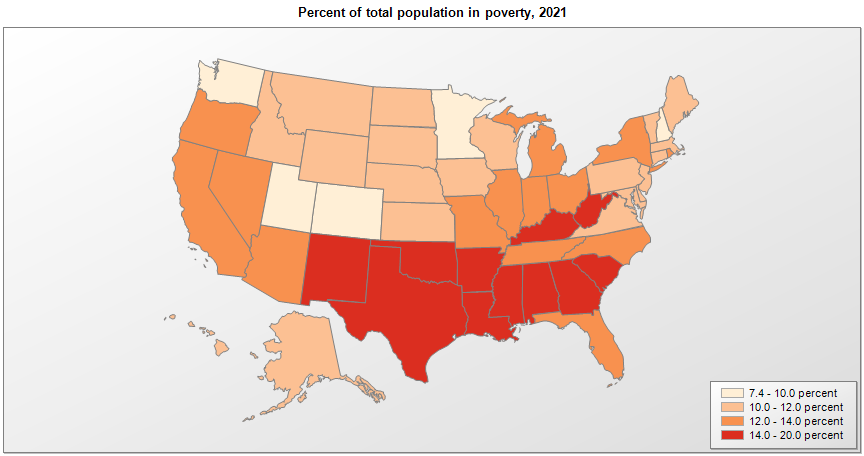 Percent of total population in poverty, 2021
7.4 - 10.0 percent
10.0 - 12.0 percent
12.0 - 14.0 percent
14.0 - 20.0 percent